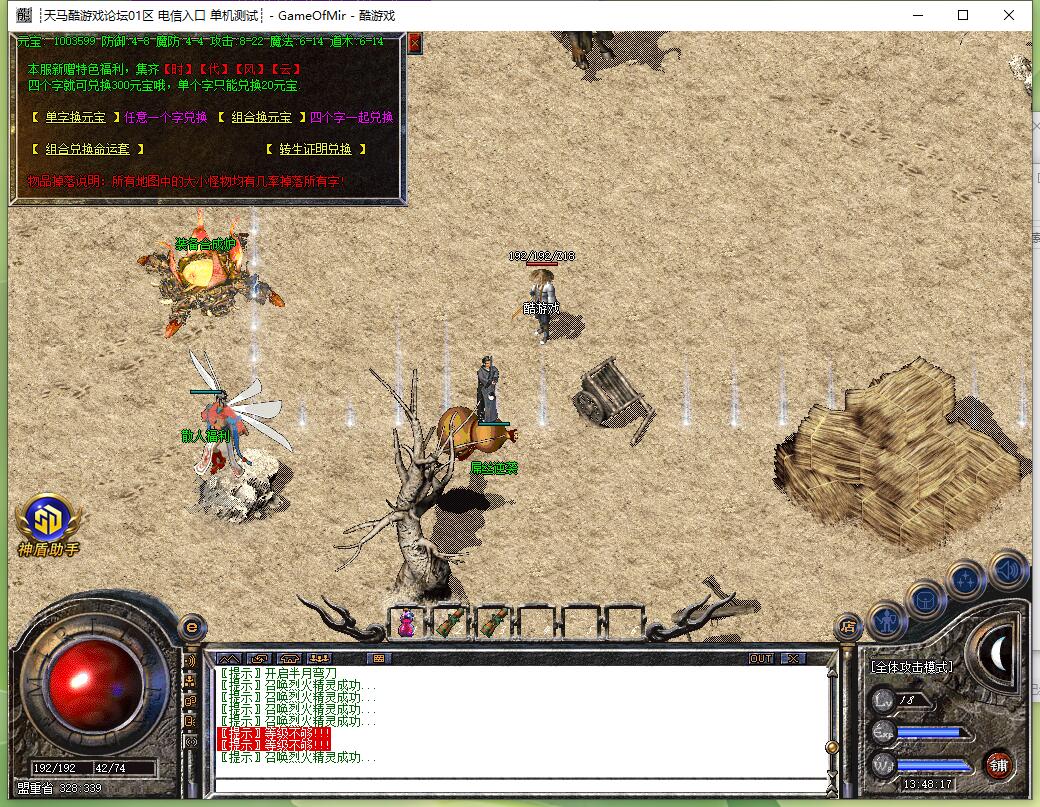 天马酷游戏论坛01区 电信入口 单机测试 - GameOfMir - 酷游戏
元宝: 1003599 防御:4-8 魔防:4-4 攻击:8-22 魔法:6-14 道术:6-14
本服新赠特色福利，集齐【时】【代】【风】【云】
四个字就可兑换300元宝哦，单个字只能兑换20元宝.
【 单字换元宝 】任意一个字兑换 【 组合换元宝 】四个字一起兑换
【 组合兑换命运套 】 【 转生证明兑换 】
物品掉落说明：所有地图中的大小怪物均有几率掉落所有字!
装备合成炉
192/192/Z18
酷游戏
散人福利
屌丝逆袭
神盾助手
e
店
OUT
[全体攻击模式]
〖提示〗开启半月弯刀
〖提示〗召唤烈火精灵成功...
〖提示〗召唤烈火精灵成功...
〖提示〗召唤烈火精灵成功...
〖提示〗召唤烈火精灵成功...
〖提示〗等级不够!!!
〖提示〗等级不够!!!
〖提示〗召唤烈火精灵成功...
Lv 18
Exp
W
铺
192/192 42/74
盟重省 328:339
13:48:17